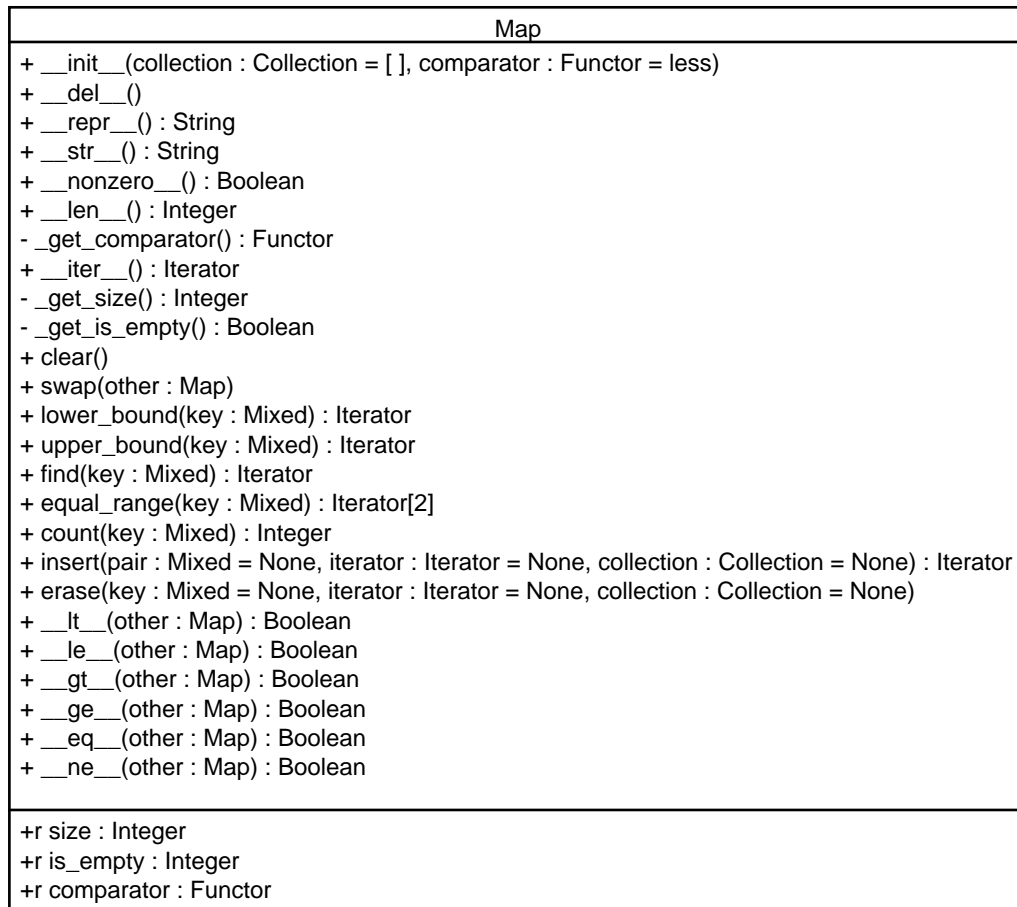 Map
+ __init__(collection : Collection = [ ], comparator : Functor = less)
+ __del__()
+ __repr__() : String
+ __str__() : String
+ __nonzero__() : Boolean
+ __len__() : Integer
- _get_comparator() : Functor
+ __iter__() : Iterator
- _get_size() : Integer
- _get_is_empty() : Boolean
+ clear()
+ swap(other : Map)
+ lower_bound(key : Mixed) : Iterator
+ upper_bound(key : Mixed) : Iterator
+ find(key : Mixed) : Iterator
+ equal_range(key : Mixed) : Iterator[2]
+ count(key : Mixed) : Integer
+ insert(pair : Mixed = None, iterator : Iterator = None, collection : Collection = None) : Iterator
+ erase(key : Mixed = None, iterator : Iterator = None, collection : Collection = None)
+ __lt__(other : Map) : Boolean
+ __le__(other : Map) : Boolean
+ __gt__(other : Map) : Boolean
+ __ge__(other : Map) : Boolean
+ __eq__(other : Map) : Boolean
+ __ne__(other : Map) : Boolean
+r size : Integer
+r is_empty : Integer
+r comparator : Functor